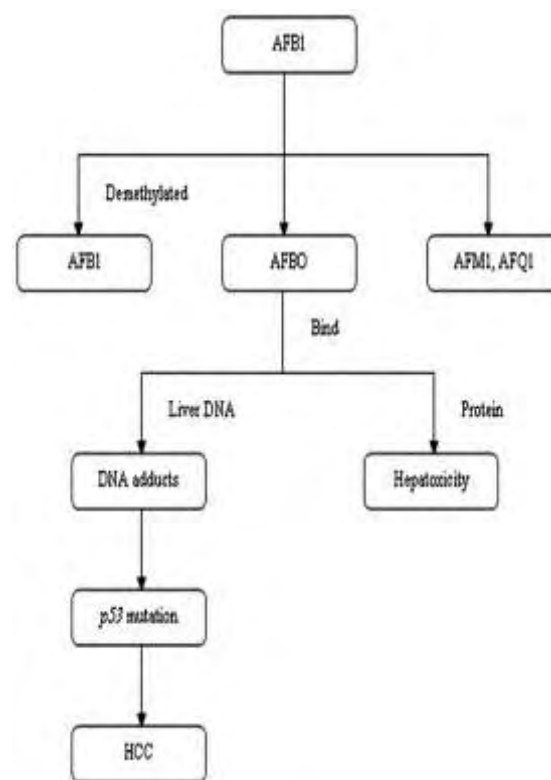 AFB1
Demethylated
AFB1
AFBO
AFM1, AFQ1
Bind
Liver DNA
Protein
DNA adducts
Hepatoxicity
p53 mutation
HCC